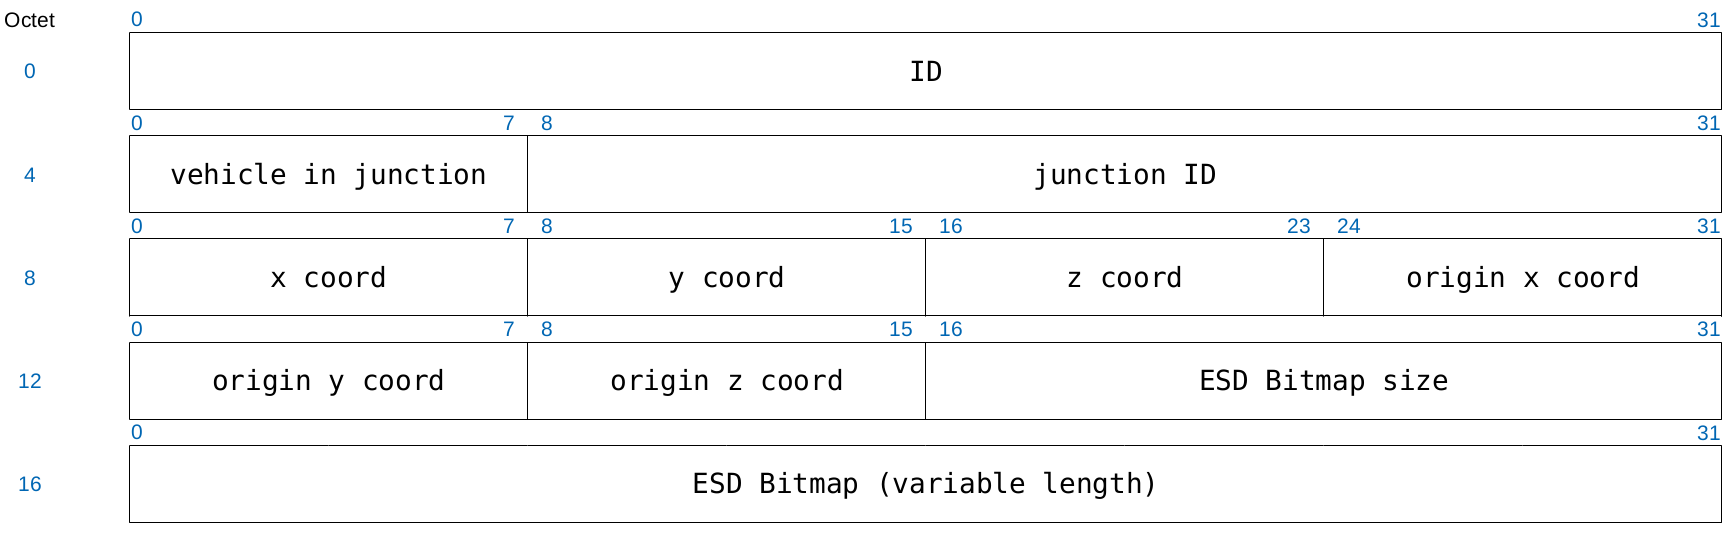 Octet 0 31
0 ID
0 7 8 31
4 vehicle in junction junction ID
0 7 8 15 16 23 24 31
8 x coord y coord z coord origin x coord
0 7 8 15 16 31
12 origin y coord origin z coord ESD Bitmap size
0 31
16 ESD Bitmap (variable length)